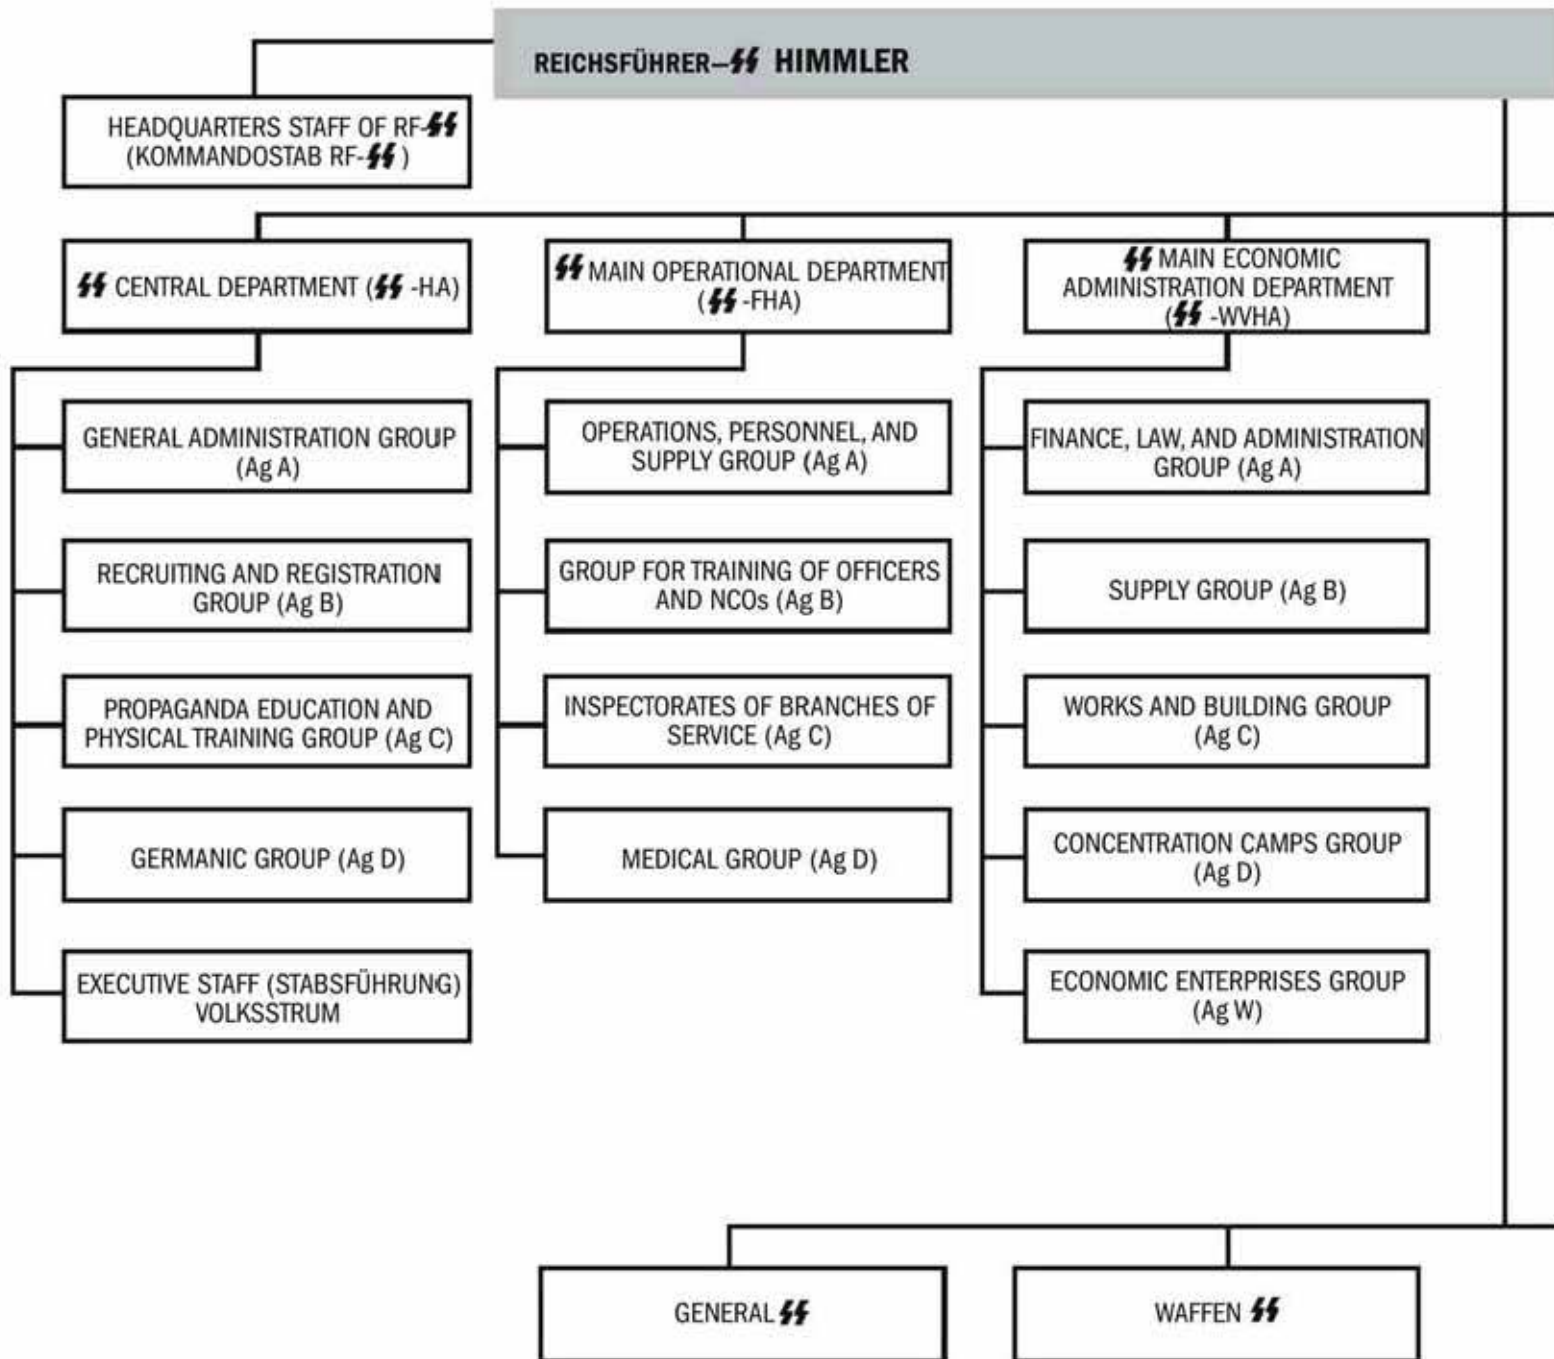 REICHSFÜHRER–SS HIMMLER
HEADQUARTERS STAFF OF RF-SS
(KOMMANDOSTAB RF-SS)
SS CENTRAL DEPARTMENT (SS-HA)
SS MAIN OPERATIONAL DEPARTMENT
(SS-FHA)
SS MAIN ECONOMIC
ADMINISTRATION DEPARTMENT
(SS-WVHA)
GENERAL ADMINISTRATION GROUP
(Ag A)
RECRUITING AND REGISTRATION
GROUP (Ag B)
PROPAGANDA EDUCATION AND
PHYSICAL TRAINING GROUP (Ag C)
GERMANIC GROUP (Ag D)
EXECUTIVE STAFF (STABSFÜHRUNG)
VOLKSSTRUM
OPERATIONS, PERSONNEL, AND
SUPPLY GROUP (Ag A)
GROUP FOR TRAINING OF OFFICERS
AND NCOs (Ag B)
INSPECTORATES OF BRANCHES OF
SERVICE (Ag C)
MEDICAL GROUP (Ag D)
FINANCE, LAW, AND ADMINISTRATION
GROUP (Ag A)
SUPPLY GROUP (Ag B)
WORKS AND BUILDING GROUP
(Ag C)
CONCENTRATION CAMPS GROUP
(Ag D)
ECONOMIC ENTERPRISES GROUP
(Ag W)
GENERAL SS
WAFFEN SS